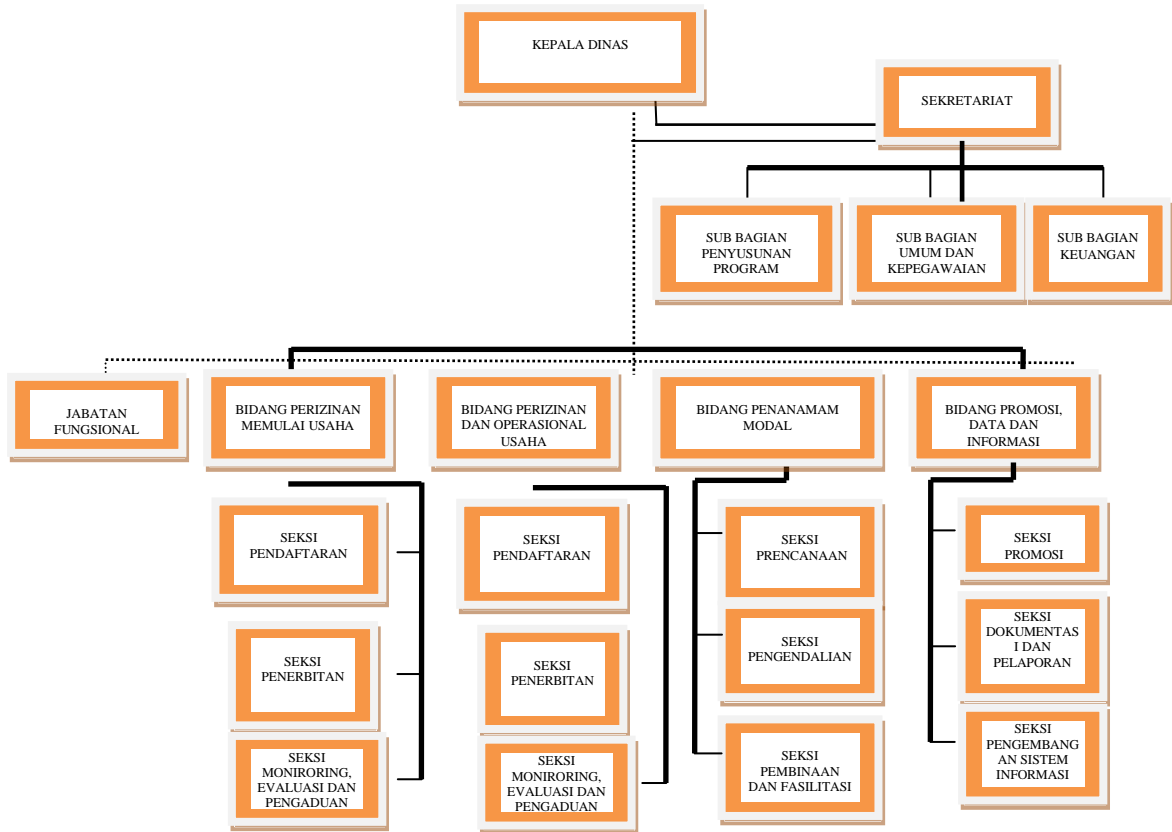 KEPALA DINAS
SEKRETARIAT
SUB BAGIAN
PENYUSUNAN
PROGRAM
SUB BAGIAN
UMUM DAN
KEPEGAWAIAN
SUB BAGIAN
KEUANGAN
JABATAN
FUNGSIONAL
BIDANG PERIZINAN
MEMULAI USAHA
BIDANG PERIZINAN
DAN OPERASIONAL
USAHA
BIDANG PENANAMAM
MODAL
BIDANG PROMOSI,
DATA DAN
INFORMASI
SEKSI
PENDAFTARAN
SEKSI
PENERBITAN
SEKSI
MONIRORING,
EVALUASI DAN
PENGADUAN
SEKSI
PENDAFTARAN
SEKSI
PENERBITAN
SEKSI
MONIRORING,
EVALUASI DAN
PENGADUAN
SEKSI
PRENCANAAN
SEKSI
PENGENDALIAN
SEKSI
PEMBINAAN
DAN FASILITASI
SEKSI
PROMOSI
SEKSI
DOKUMENTAS
I DAN
PELAPORAN
SEKSI
PENGEMBANG
AN SISTEM
INFORMASI